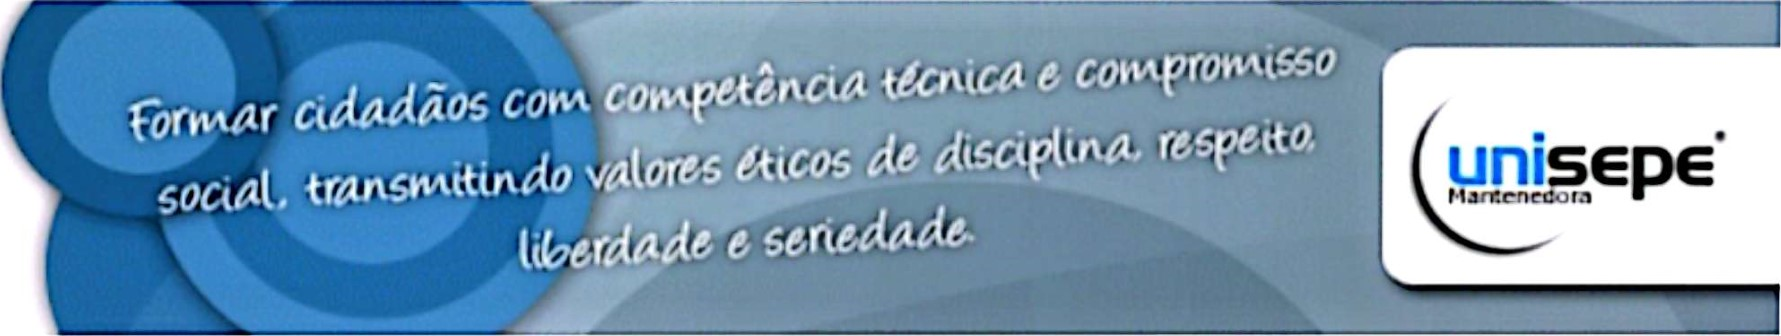 Formar cidadãos com competência técnica e compromisso
social, transmitindo valores éticos de disciplina, respeito,
liberdade e seriedade.
unisepe
Mantenedora